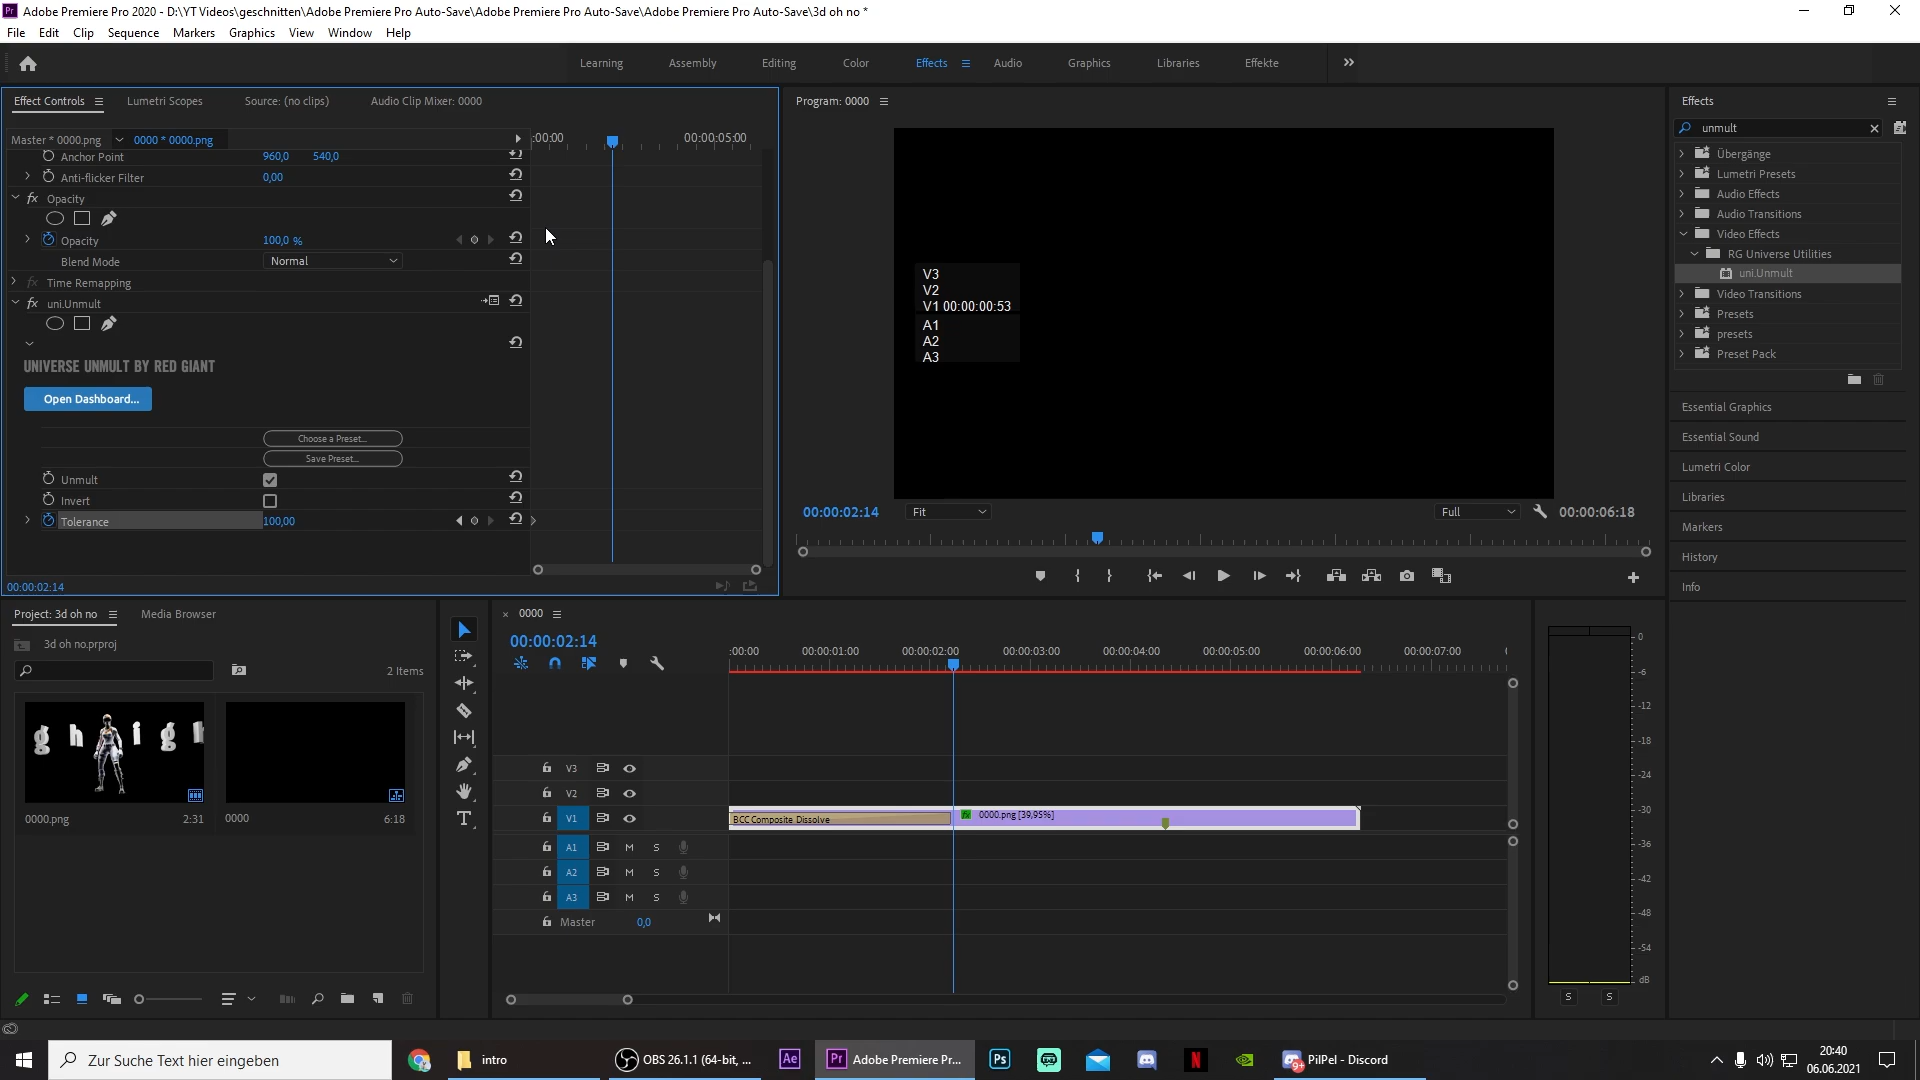 Adobe Premiere Pro 2020 - D:\YT Videos\geschnitten\Adobe Premiere Pro Auto-Save\Adobe Premiere Pro Auto-Save\Adobe Premiere Pro Auto-Save\3d oh no *
File Edit Clip Sequence Markers Graphics View Window Help
Learning Assembly Editing Color Effects Audio Graphics Libraries Effekte
Effect Controls Lumetri Scopes Source: (no clips) Audio Clip Mixer: 0000
Master * 0000.png 0000 * 0000.png :00:00 00:00:05:00
Anchor Point 960,0 540,0
Anti-flicker Filter 0,00
fx Opacity
Opacity 100,0 %
Blend Mode Normal
fx Time Remapping
fx uni.Unmult
UNIVERSE UNMULT BY RED GIANT
Open Dashboard...
Choose a Preset...
Save Preset...
Unmult
Invert
Tolerance 100,00
00:00:02:14
Program: 0000
V3
V2
V1 00:00:00:53
A1
A2
A3
00:00:02:14 Fit Full 00:00:06:18
Effects
unmult
Übergänge
Lumetri Presets
Audio Effects
Audio Transitions
Video Effects
RG Universe Utilities
uni.Unmult
Video Transitions
Presets
presets
Preset Pack
Essential Graphics
Essential Sound
Lumetri Color
Libraries
Markers
History
Info
Project: 3d oh no Media Browser
3d oh no.prproj
2 Items
g h i g h
0000.png 2:31
0000 6:18
0000
00:00:02:14
:00:00 00:00:01:00 00:00:02:00 00:00:03:00 00:00:04:00 00:00:05:00 00:00:06:00 00:00:07:00
V3
V2
V1 BCC Composite Dissolve fx 0000.png [39,95%]
A1 M S
A2 M S
A3 M S
Master 0,0
0
-6
-12
-18
-24
-30
-36
-42
-48
-54
dB
S S
Zur Suche Text hier eingeben
intro
OBS 26.1.1 (64-bit, ...
Ae
Pr Adobe Premiere Pr...
Ps
N
9+ PilPel - Discord
20:40
06.06.2021